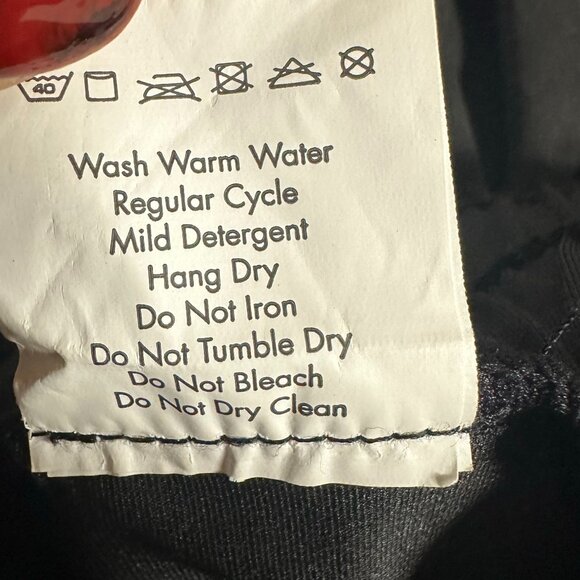 40
Wash Warm Water
Regular Cycle
Mild Detergent
Hang Dry
Do Not Iron
Do Not Tumble Dry
Do Not Bleach
Do Not Dry Clean